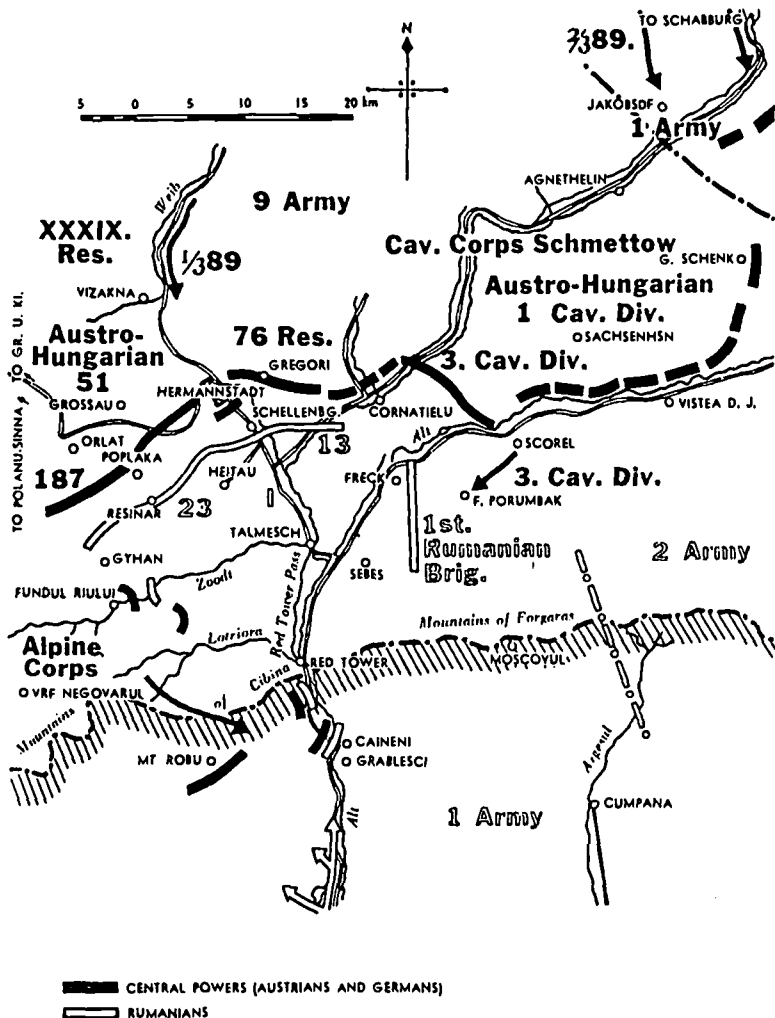 TO SCHABBURG
⅔89.
N
5 0 5 10 15 20 km
JAKOBSDF
1 Army
AGNETHELIN
Weib
9 Army
XXXIX.
Res.
⅓89
Cav. Corps Schmettow
G. SCHENK
VIZAKNA
Austro-Hungarian
1 Cav. Div.
TO POLANU.SINNA
TO GR. U. KI.
Austro-
Hungarian
51
76 Res.
GREGORI
SACHSENHSN
3. Cav. Div.
HERMANNSTADT
GROSSAU
SCHELLENBG.
CORNATIELU
VISTEA D. J.
ORLAT
13
Alt
POPLAKA
SCOREL
187
HEITAU
FRECK
3. Cav. Div.
RESINAR
23
1
F. PORUMBAK
1st.
Rumanian
Brig.
TALMESCH
2 Army
GYHAN
Zoodt
SEBES
FUNDUL RIULUI
Red Tower Pass
Mountains of Forgaras
Lotriora
Alpine
Corps
RED TOWER
MOSCOYUL
VRF NEGOVARUL
Mountains of Cibina
CAINENI
MT ROBU
GRABLESCI
Argesul
1 Army
Alt
CUMPANA
CENTRAL POWERS (AUSTRIANS AND GERMANS)
RUMANIANS